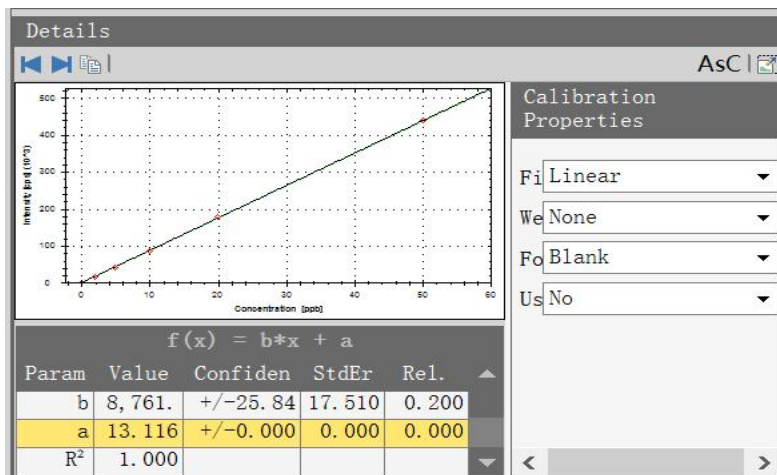 Details
AsC
Intensity [cps] (10^3)
500
400
300
200
100
0
0 10 20 30 40 50 60
Concentration [ppb]
Calibration
Properties
Fi Linear
We None
Fo Blank
Us No
f(x) = b*x + a
Param Value Confiden StdEr Rel.
b 8,761. +/-25.84 17.510 0.200
a 13.116 +/-0.000 0.000 0.000
R² 1.000